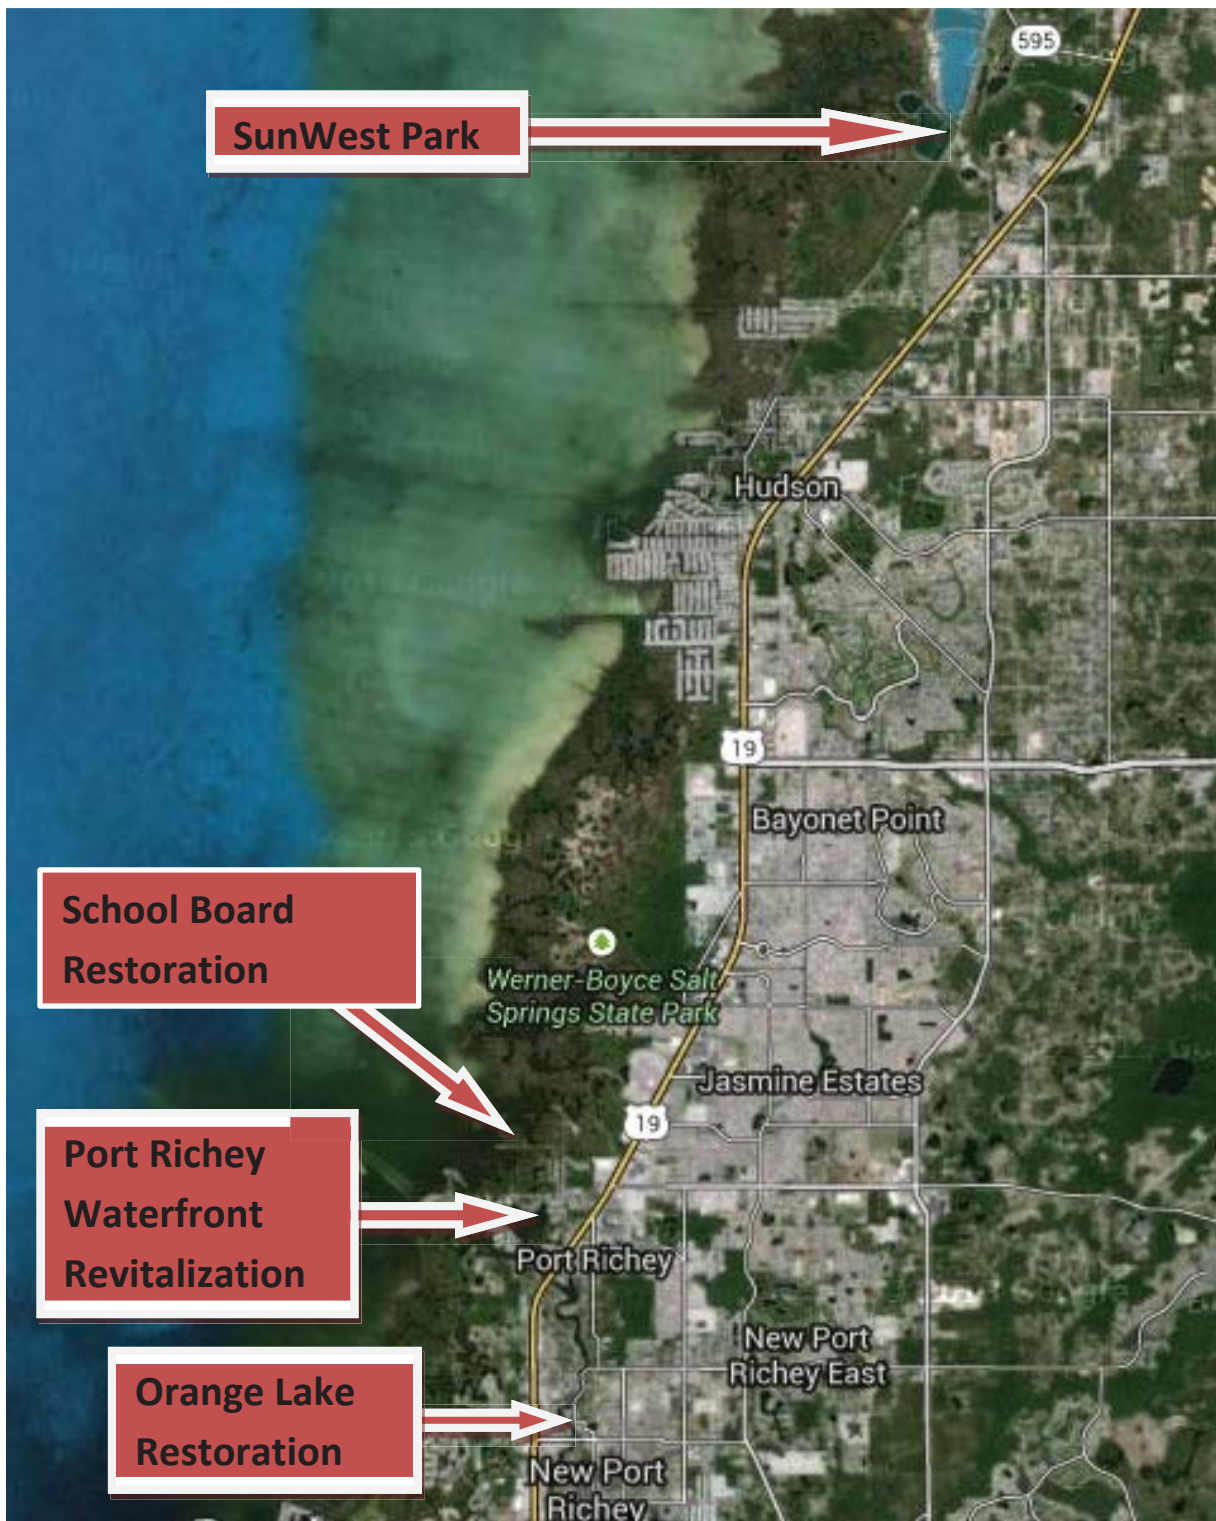 595
SunWest Park
Hudson
19
Bayonet Point
School Board
Restoration
Werner-Boyce Salt
Springs State Park
Jasmine Estates
19
Port Richey
Waterfront
Revitalization
Port Richey
New Port
Richey East
Orange Lake
Restoration
New Port
Richey